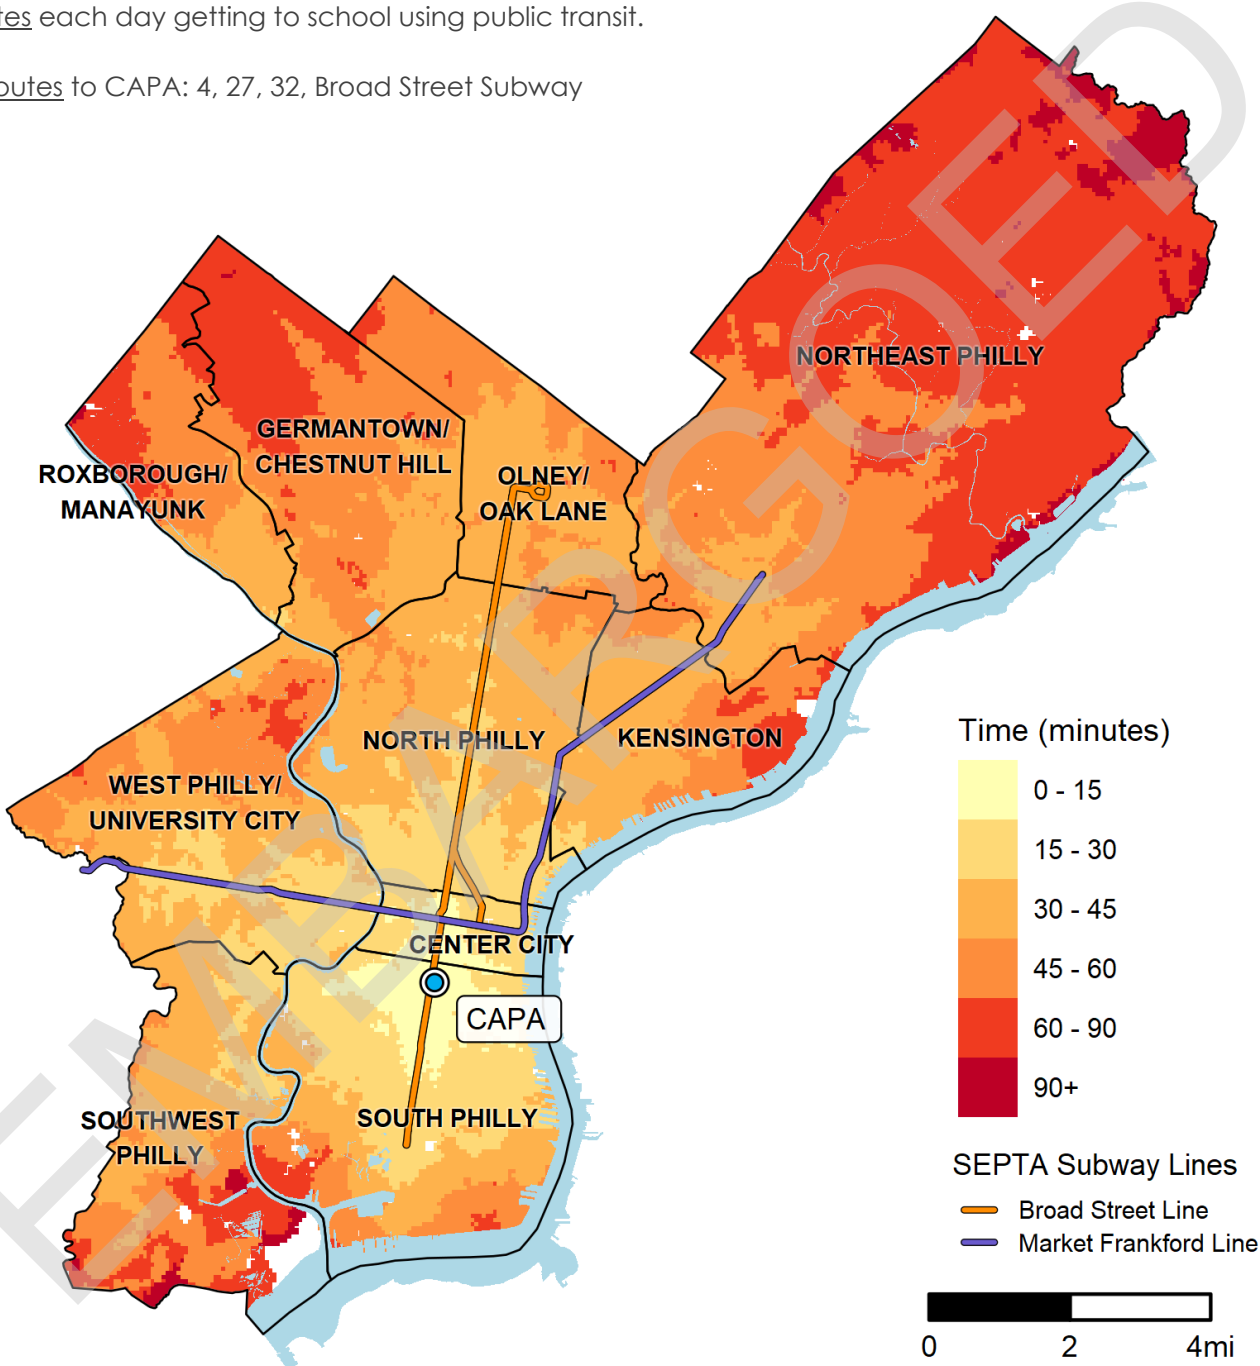 tes each day getting to school using public transit.
outes to CAPA: 4, 27, 32, Broad Street Subway
NORTHEAST PHILLY
GERMANTOWN/
CHESTNUT HILL
ROXBOROUGH/
MANAYUNK
OLNEY/
OAK LANE
NORTH PHILLY
KENSINGTON
WEST PHILLY/
UNIVERSITY CITY
CENTER CITY
CAPA
SOUTHWEST
PHILLY
SOUTH PHILLY
Time (minutes)
0 - 15
15 - 30
30 - 45
45 - 60
60 - 90
90+
SEPTA Subway Lines
Broad Street Line
Market Frankford Line
0 2 4mi
EMBARGOED